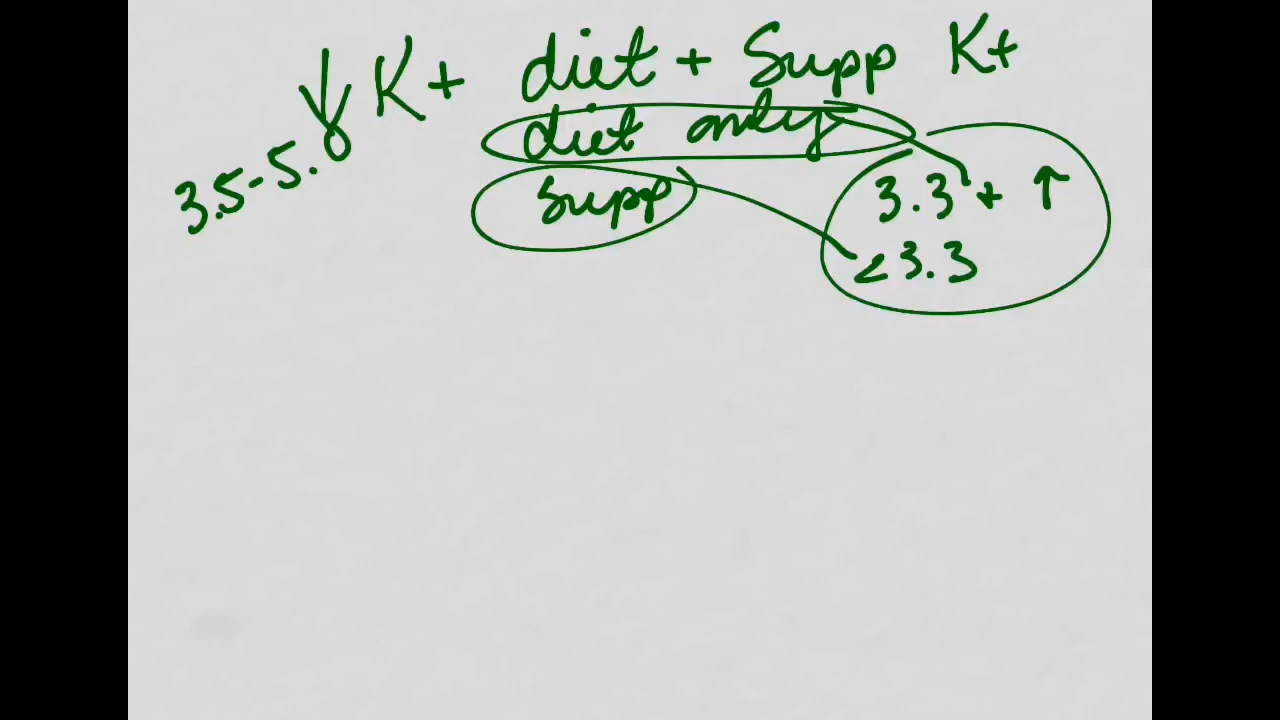 ↓ K+ diet + Supp K+
diet only
3.5-5.0
Supp
3.3 + ↑
<3.3